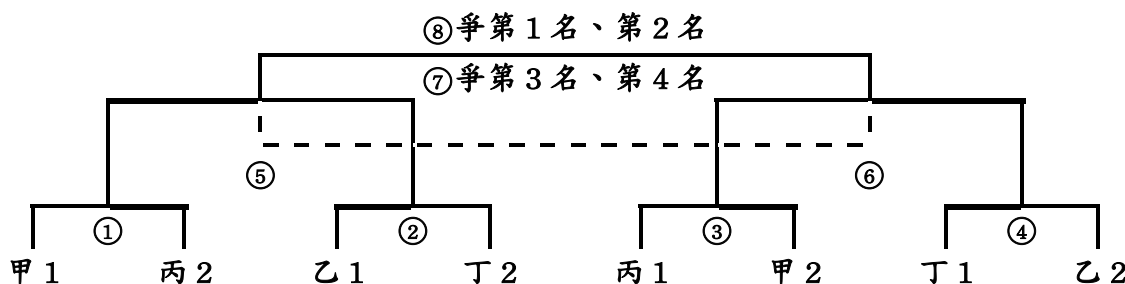 ⑧爭第1名、第2名
⑦爭第3名、第4名
⑤ ⑥
① ② ③ ④
甲1 丙2 乙1 丁2 丙1 甲2 丁1 乙2